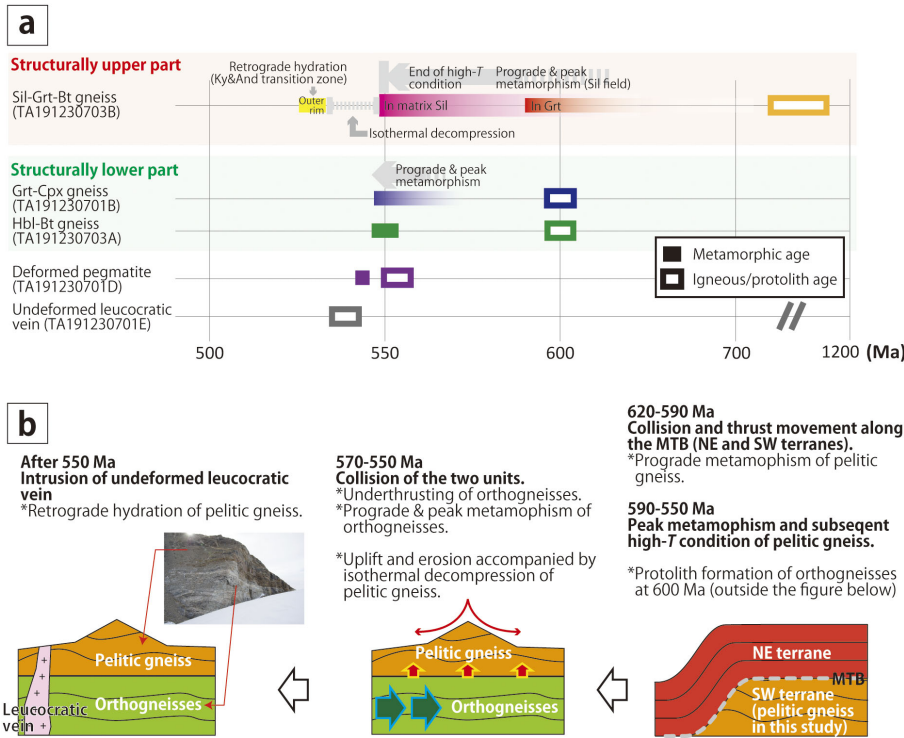 a
Structurally upper part
Sil-Grt-Bt gneiss
(TA191230703B)
Retrograde hydration
(Ky&And transition zone)
Outer
rim
End of high-T
condition
Prograde & peak
metamorphism (Sil field)
In matrix Sil
In Grt
Isothermal decompression
Structurally lower part
Grt-Cpx gneiss
(TA191230701B)
Prograde & peak
metamorphism
Hbl-Bt gneiss
(TA191230703A)
Deformed pegmatite
(TA191230701D)
Undeformed leucocratic
vein (TA191230701E)
Metamorphic age
Igneous/protolith age
500
550
600
700
1200
(Ma)
b
After 550 Ma
Intrusion of undeformed leucocratic
vein
*Retrograde hydration of pelitic gneiss.
Pelitic gneiss
Orthogneisses
Leucocratic
vein
570-550 Ma
Collision of the two units.
*Underthrusting of orthogneisses.
*Prograde & peak metamophism of
orthogneisses.
*Uplift and erosion accompanied by
isothermal decompression of
pelitic gneiss.
Pelitic gneiss
Orthogneisses
620-590 Ma
Collision and thrust movement along
the MTB (NE and SW terranes).
*Prograde metamophism of pelitic
gneiss.
590-550 Ma
Peak metamophism and subseqent
high-T condition of pelitic gneiss.
*Protolith formation of orthogneisses
at 600 Ma (outside the figure below)
NE terrane
MTB
SW terrane
(pelitic gneiss
in this study)